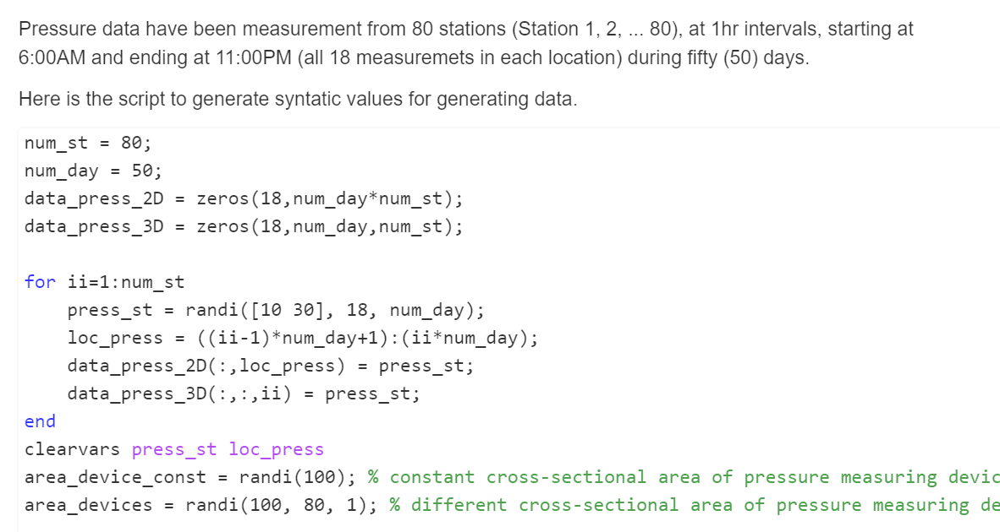 Pressure data have been measurement from 80 stations (Station 1, 2, ... 80), at 1hr intervals, starting at
6:00AM and ending at 11:00PM (all 18 measuremets in each location) during fifty (50) days.
Here is the script to generate syntatic values for generating data.
num_st = 80;
num_day = 50;
data_press_2D = zeros(18,num_day*num_st);
data_press_3D = zeros(18,num_day,num_st);
for ii=1:num_st
    press_st = randi([10 30], 18, num_day);
    loc_press = ((ii-1)*num_day+1):(ii*num_day);
    data_press_2D(:,loc_press) = press_st;
    data_press_3D(:,:,ii) = press_st;
end
clearvars press_st loc_press
area_device_const = randi(100); % constant cross-sectional area of pressure measuring devic
area_devices = randi(100, 80, 1); % different cross-sectional area of pressure measuring de